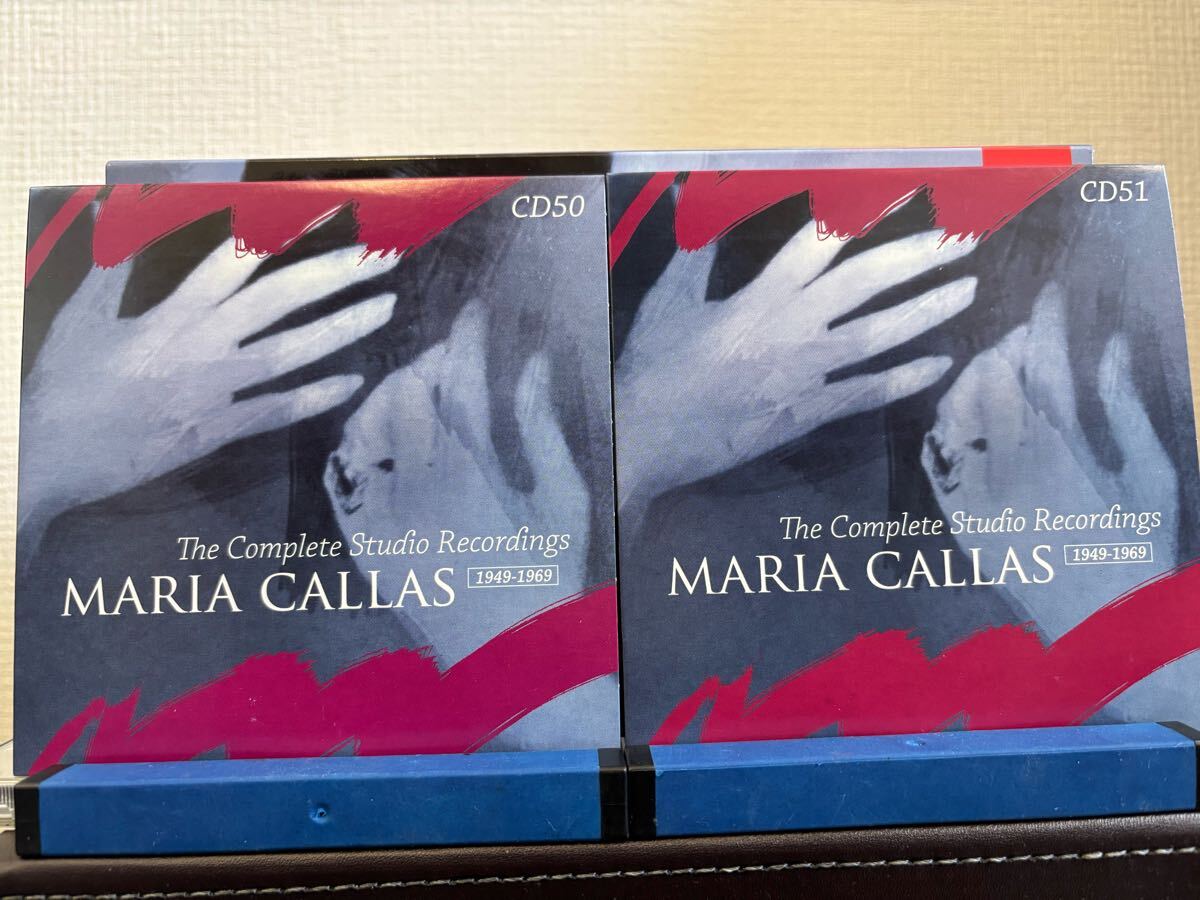 CD50
The Complete Studio Recordings
MARIA CALLAS 1949-1969
CD51
The Complete Studio Recordings
MARIA CALLAS 1949-1969